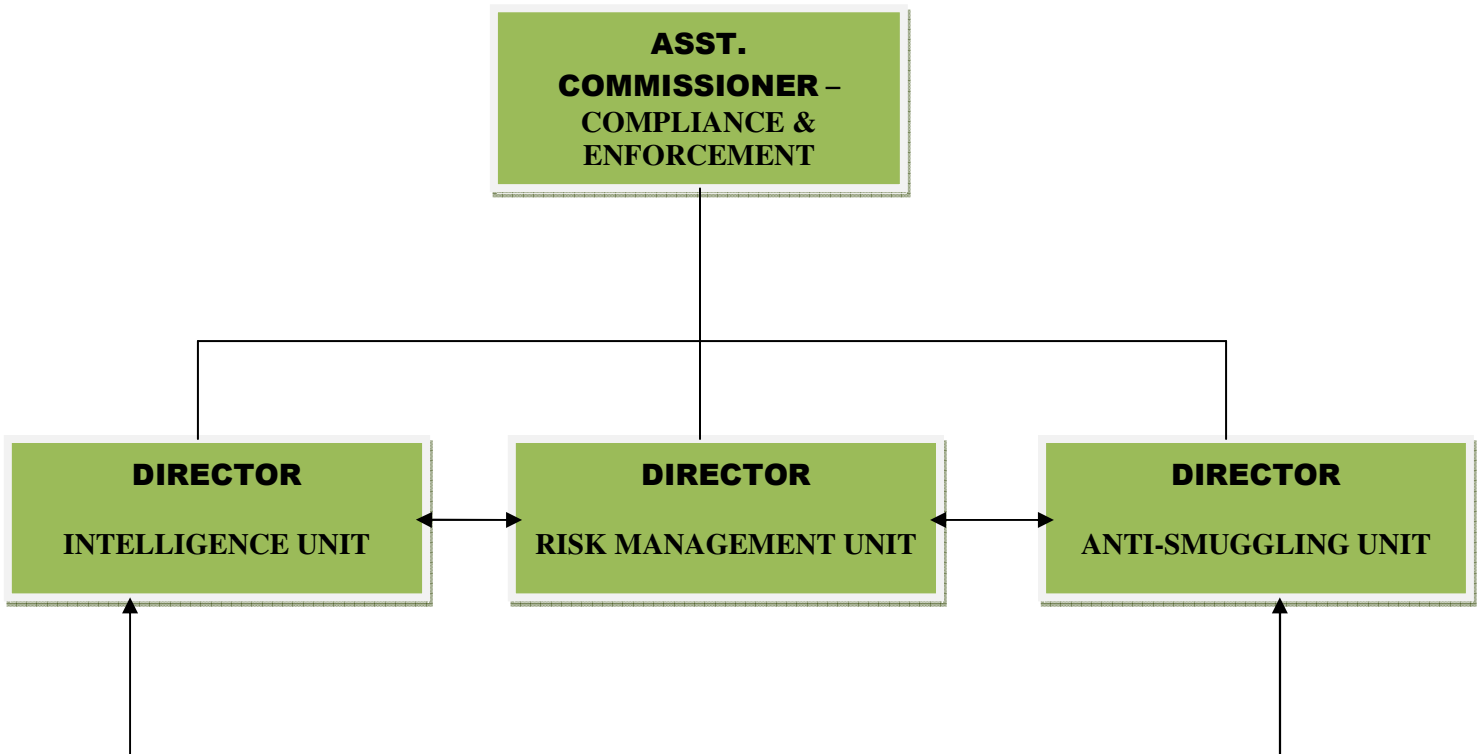 ASST.
COMMISSIONER –
COMPLIANCE &
ENFORCEMENT
DIRECTOR
INTELLIGENCE UNIT
DIRECTOR
RISK MANAGEMENT UNIT
DIRECTOR
ANTI-SMUGGLING UNIT